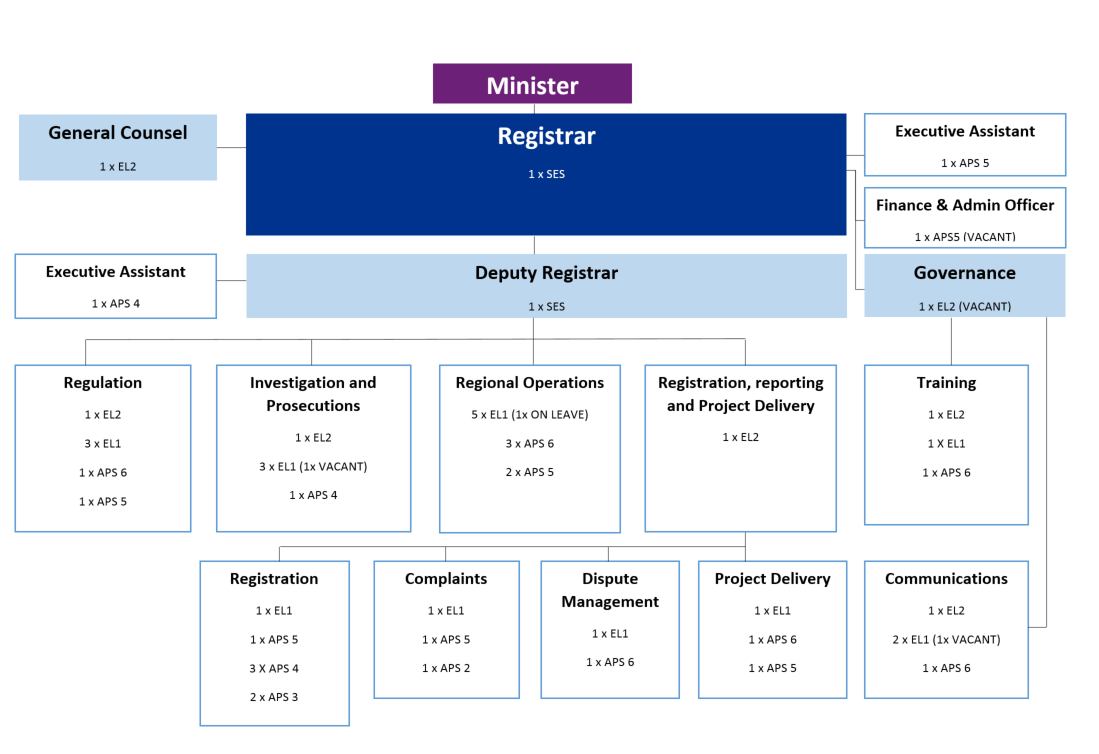 Minister
General Counsel
1 x EL2
Registrar
1 x SES
Executive Assistant
1 x APS 5
Finance & Admin Officer
1 x APS5 (VACANT)
Executive Assistant
1 x APS 4
Deputy Registrar
1 x SES
Governance
1 x EL2 (VACANT)
Regulation
1 x EL2
3 x EL1
1 x APS 6
1 x APS 5
Investigation and
Prosecutions
1 x EL2
3 x EL1 (1x VACANT)
1 x APS 4
Regional Operations
5 x EL1 (1x ON LEAVE)
3 x APS 6
2 x APS 5
Registration, reporting
and Project Delivery
1 x EL2
Training
1 x EL2
1 X EL1
1 x APS 6
Registration
1 x EL1
1 x APS 5
3 X APS 4
2 x APS 3
Complaints
1 x EL1
1 x APS 5
1 x APS 2
Dispute
Management
1 x EL1
1 x APS 6
Project Delivery
1 x EL1
1 x APS 6
1 x APS 5
Communications
1 x EL2
2 x EL1 (1x VACANT)
1 x APS 6